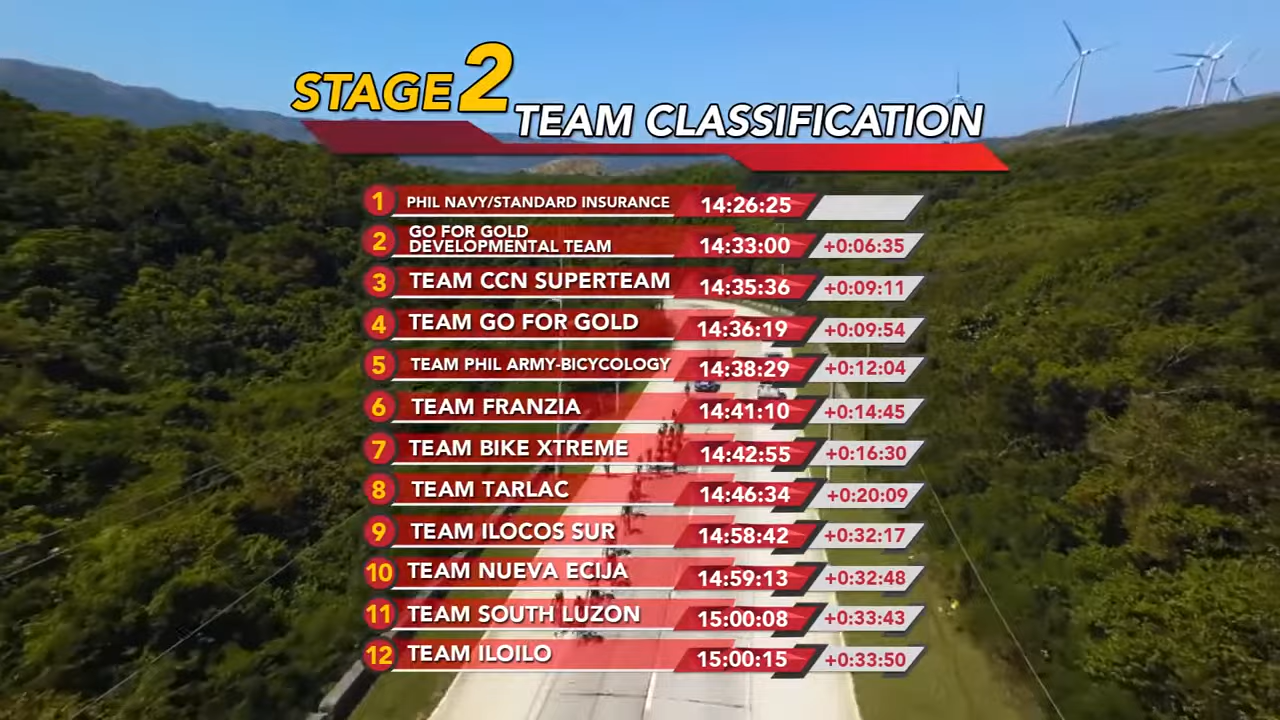 STAGE 2
TEAM CLASSIFICATION
1 PHIL NAVY/STANDARD INSURANCE 14:26:25
2 GO FOR GOLD
DEVELOPMENTAL TEAM 14:33:00 +0:06:35
3 TEAM CCN SUPERTEAM 14:35:36 +0:09:11
4 TEAM GO FOR GOLD 14:36:19 +0:09:54
5 TEAM PHIL ARMY-BICYCOLOGY 14:38:29 +0:12:04
6 TEAM FRANZIA 14:41:10 +0:14:45
7 TEAM BIKE XTREME 14:42:55 +0:16:30
8 TEAM TARLAC 14:46:34 +0:20:09
9 TEAM ILOCOS SUR 14:58:42 +0:32:17
10 TEAM NUEVA ECIJA 14:59:13 +0:32:48
11 TEAM SOUTH LUZON 15:00:08 +0:33:43
12 TEAM ILOILO 15:00:15 +0:33:50